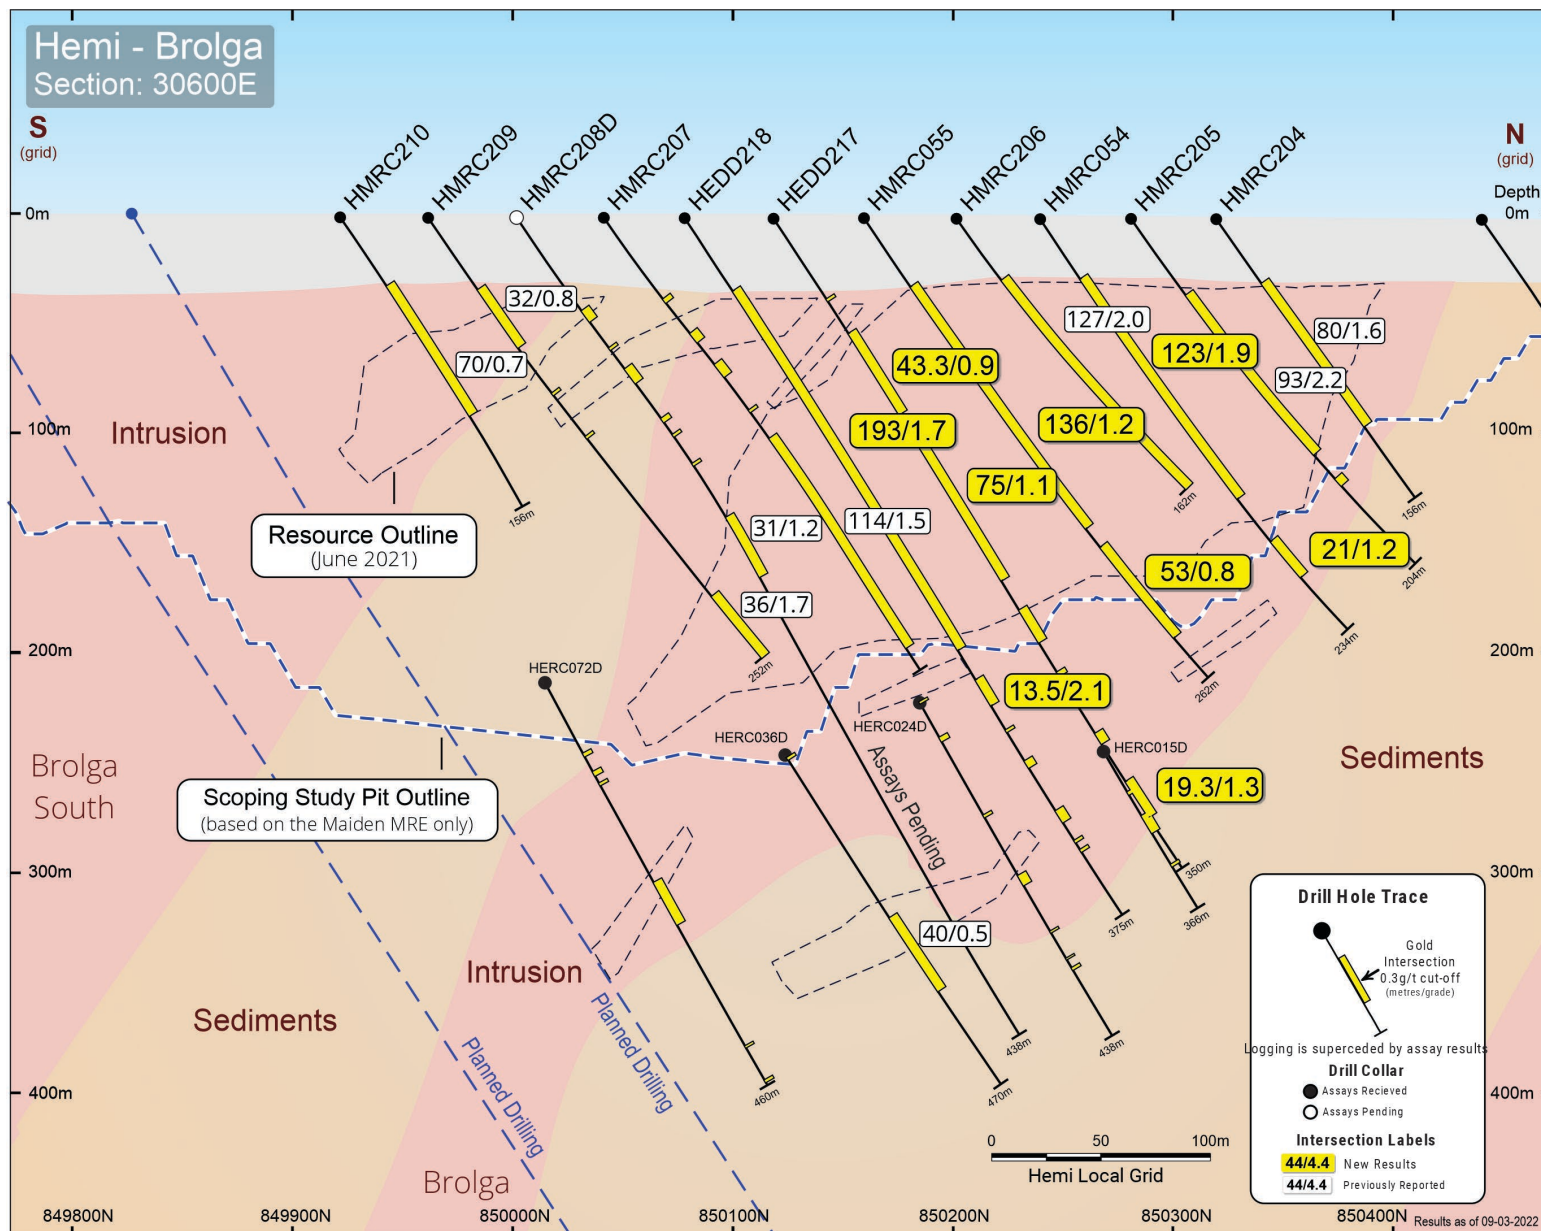 Hemi - Brolga
Section: 30600E
S
(grid)
N
(grid)
HMRC210
HMRC209
HMRC208D
HMRC207
HEDD218
HEDD217
HMRC055
HMRC206
HMRC054
HMRC205
HMRC204
Depth
0m
0m
32/0.8
127/2.0
80/1.6
123/1.9
70/0.7
43.3/0.9
93/2.2
Intrusion
100m
193/1.7
136/1.2
100m
75/1.1
162m
156m
156m
Resource Outline
(June 2021)
31/1.2
114/1.5
53/0.8
21/1.2
204m
36/1.7
234m
200m
252m
200m
262m
HERC072D
13.5/2.1
HERC024D
HERC036D
HERC015D
Assays Pending
Brolga
South
Sediments
Scoping Study Pit Outline
(based on the Maiden MRE only)
19.3/1.3
300m
350m
300m
366m
375m
40/0.5
Intrusion
Sediments
Planned Drilling
Planned Drilling
438m
438m
400m
460m
470m
400m
Drill Hole Trace
Gold
Intersection
0.3g/t cut-off
(metres/grade)
Logging is superceded by assay results
Drill Collar
Assays Recieved
Assays Pending
Intersection Labels
44/4.4 New Results
44/4.4 Previously Reported
0 50 100m
Hemi Local Grid
Brolga
849800N 849900N 850000N 850100N 850200N 850300N 850400N
Results as of 09-03-2022